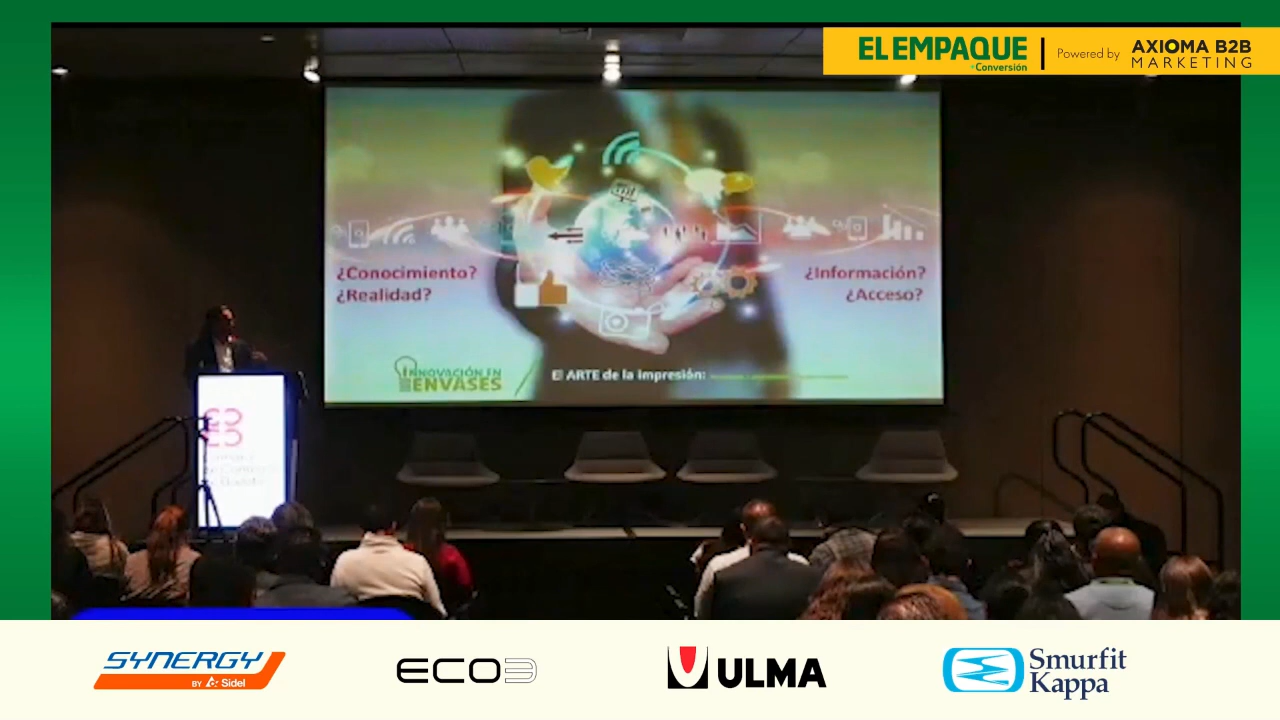 EL EMPAQUE
+Conversión
Powered by
AXIOMA B2B
MARKETING
¿Conocimiento?
¿Realidad?
¿Información?
¿Acceso?
INNOVACIÓN EN
ENVASES
El ARTE de la impresión:
SYNERGY
BY Sidel
ECO3
ULMA
Smurfit
Kappa